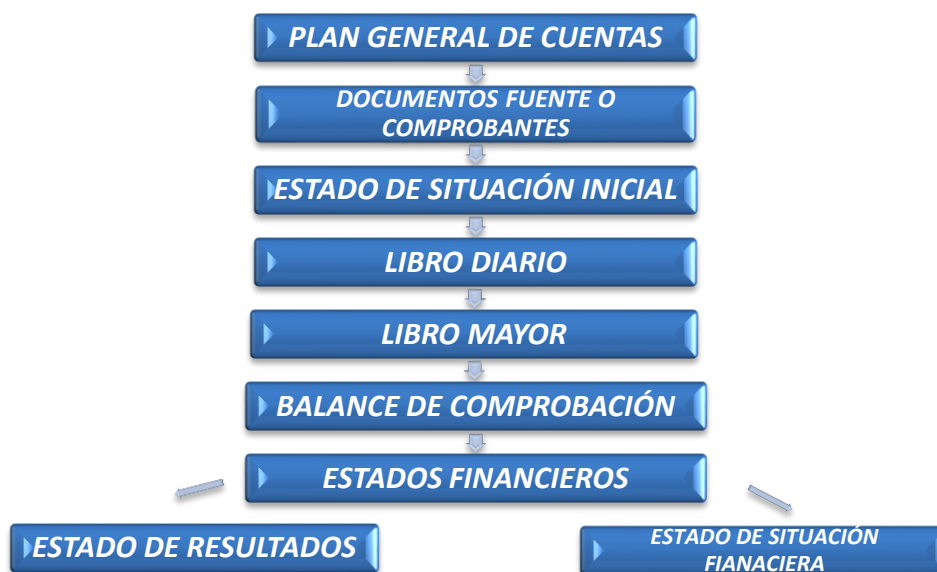 PLAN GENERAL DE CUENTAS
DOCUMENTOS FUENTE O
COMPROBANTES
ESTADO DE SITUACIÓN INICIAL
LIBRO DIARIO
LIBRO MAYOR
BALANCE DE COMPROBACIÓN
ESTADOS FINANCIEROS
ESTADO DE RESULTADOS
ESTADO DE SITUACIÓN
FIANACIERA